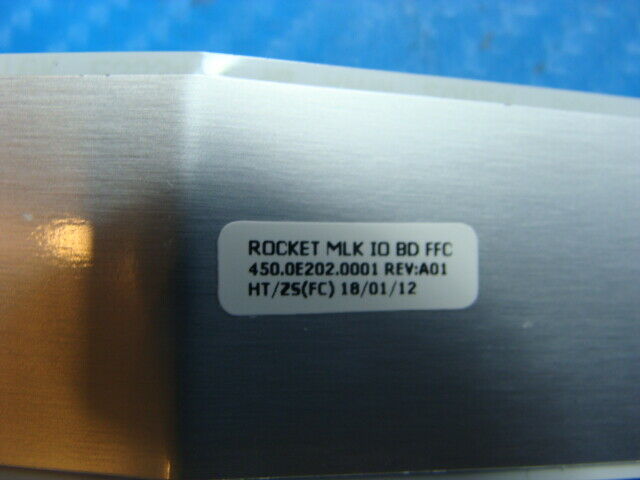 ROCKET MLK IO BD FFC
450.0E202.0001 REV:A01
HT/ZS(FC) 18/01/12